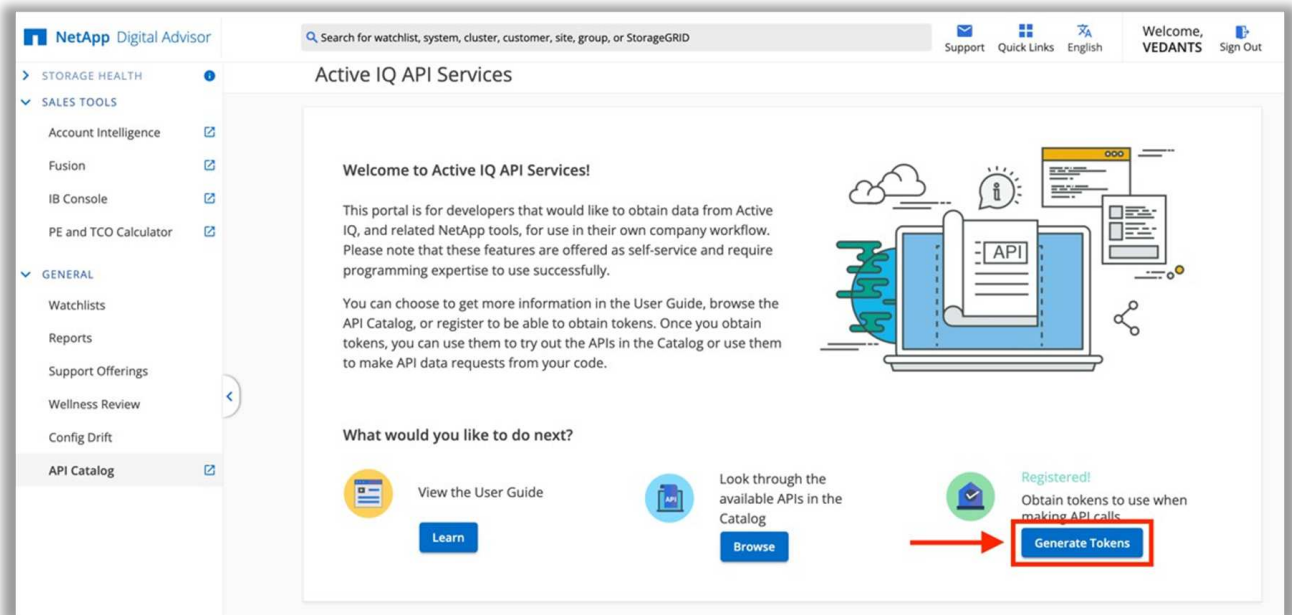 NetApp Digital Advisor
Search for watchlist, system, cluster, customer, site, group, or StorageGRID
Support
Quick Links
English
Welcome,
VEDANTS
Sign Out
STORAGE HEALTH
SALES TOOLS
Account Intelligence
Fusion
IB Console
PE and TCO Calculator
GENERAL
Watchlists
Reports
Support Offerings
Wellness Review
Config Drift
API Catalog
Active IQ API Services
Welcome to Active IQ API Services!
This portal is for developers that would like to obtain data from Active
IQ, and related NetApp tools, for use in their own company workflow.
Please note that these features are offered as self-service and require
programming expertise to use successfully.
You can choose to get more information in the User Guide, browse the
API Catalog, or register to be able to obtain tokens. Once you obtain
tokens, you can use them to try out the APIs in the Catalog or use them
to make API data requests from your code.
API
What would you like to do next?
View the User Guide
Learn
API
Look through the
available APIs in the
Catalog
Browse
Registered!
Obtain tokens to use when
making API calls
Generate Tokens